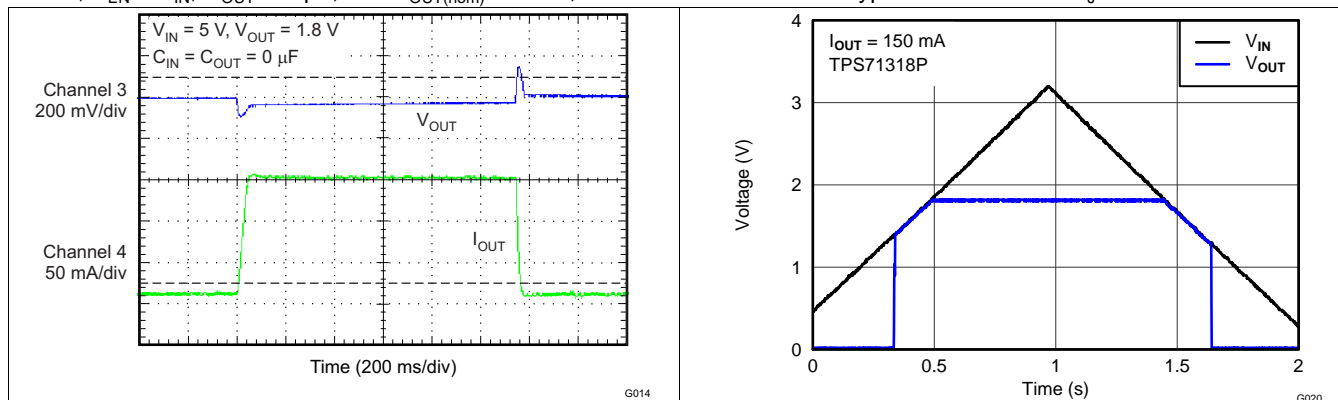 V_IN = 5 V, V_OUT = 1.8 V
C_IN = C_OUT = 0 μF
Channel 3
200 mV/div
V_OUT
I_OUT
Channel 4
50 mA/div
Time (200 ms/div)
G014
4
3
2
1
0
Voltage (V)
I_OUT = 150 mA
TPS71318P
V_IN
V_OUT
0 0.5 1 1.5 2
Time (s)
G020